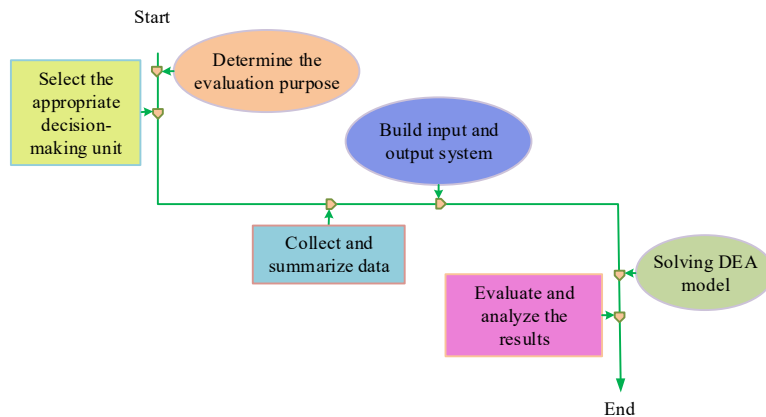 Start
Determine the
evaluation purpose
Select the
appropriate
decision-
making unit
Build input and
output system
Collect and
summarize data
Solving DEA
model
Evaluate and
analyze the
results
End